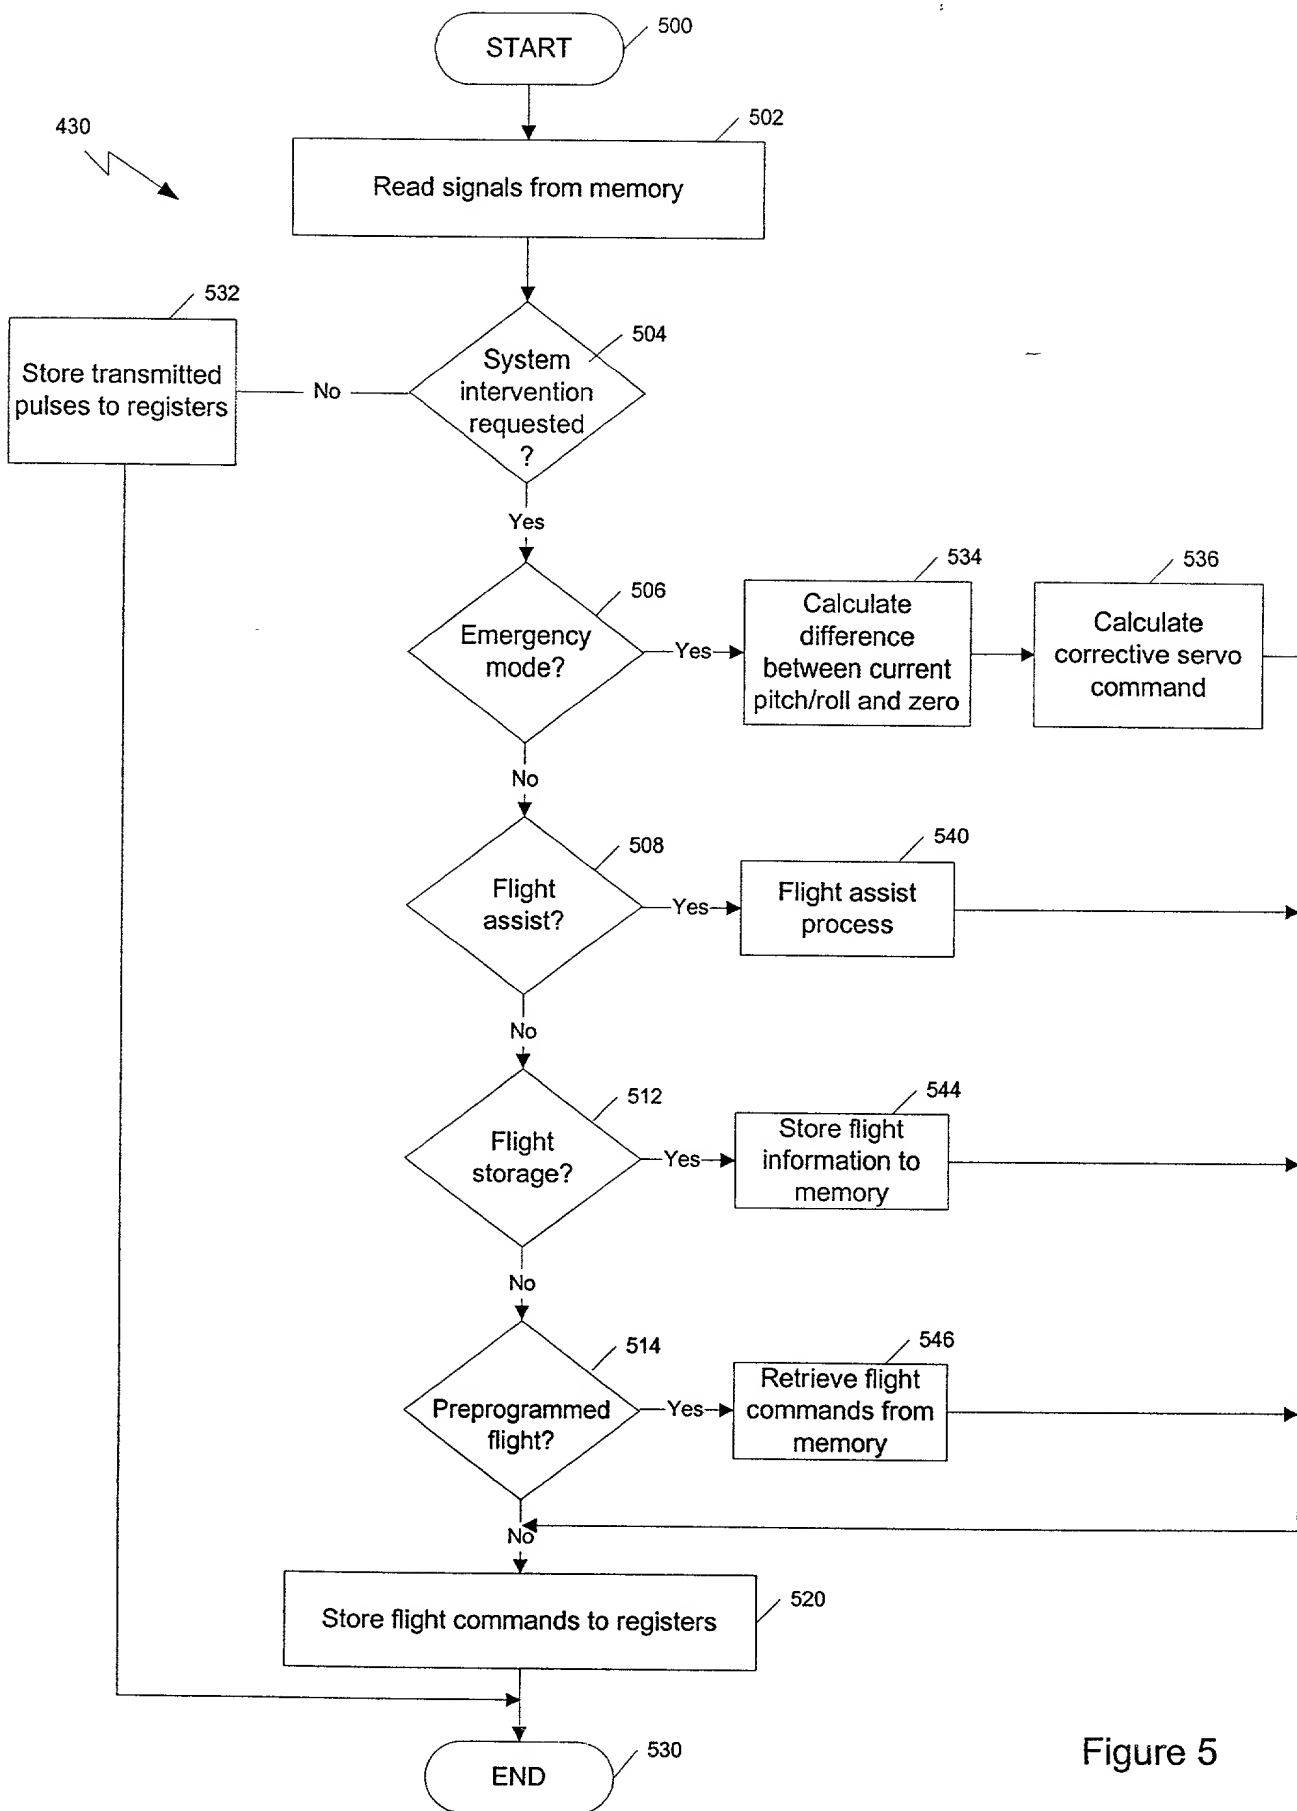 START
500
430
502
Read signals from memory
532
504
Store transmitted
pulses to registers
No
System
intervention
requested
?
Yes
506
Emergency
mode?
Yes
534
Calculate
difference
between current
pitch/roll and zero
536
Calculate
corrective servo
command
No
508
Flight
assist?
Yes
540
Flight assist
process
No
512
Flight
storage?
Yes
544
Store flight
information to
memory
No
514
Preprogrammed
flight?
Yes
546
Retrieve flight
commands from
memory
No
520
Store flight commands to registers
530
END
Figure 5